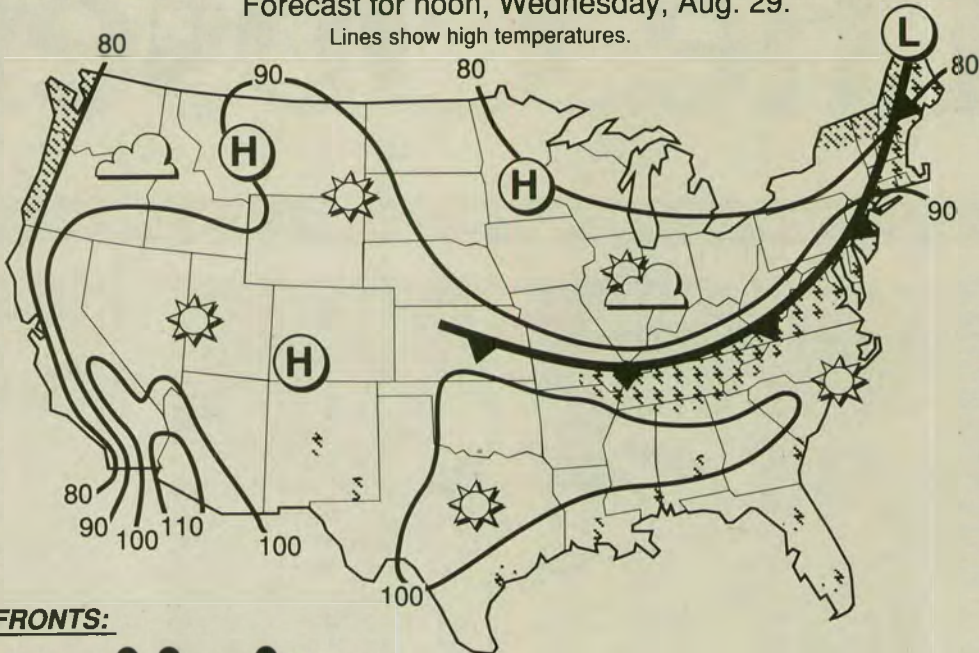 Forecast for noon, Wednesday, Aug. 29.
Lines show high temperatures.
L
80
90
80
80
H
H
90
H
80
90
100
110
100
100
FRONTS: